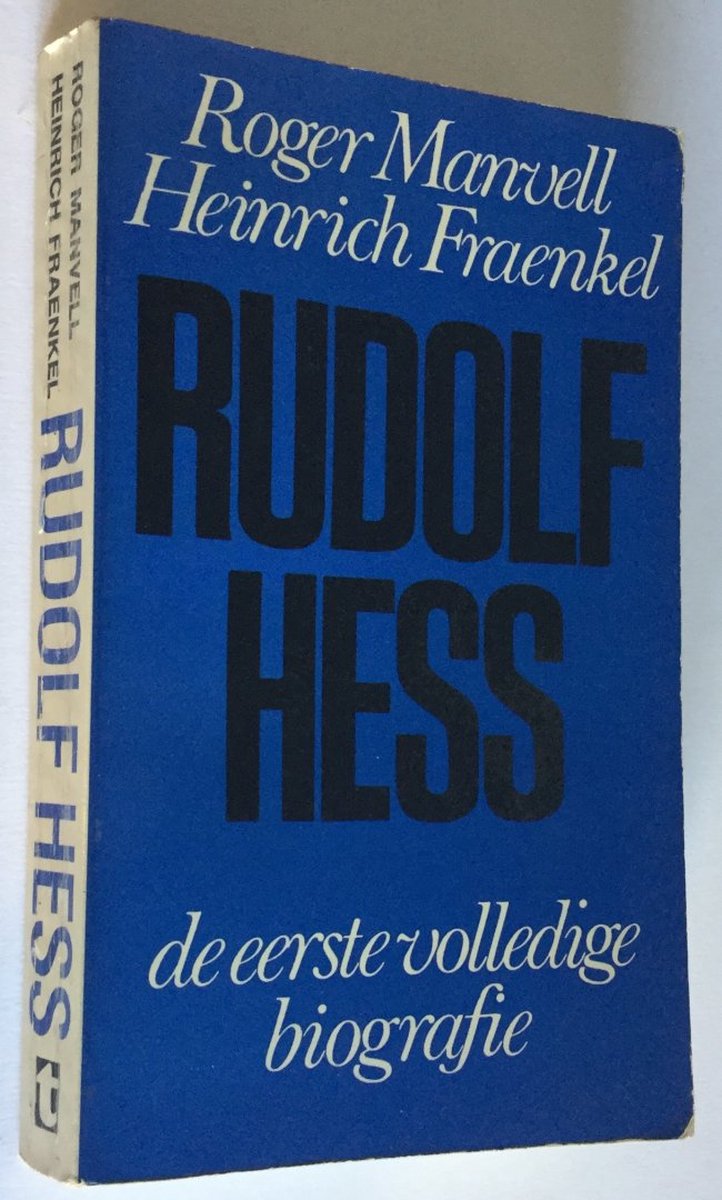 Roger Manvell
Heinrich Fraenkel
RUDOLF
HESS
de eerste volledige
biografie
ROGER MANVELL
HEINRICH FRAENKEL
RUDOLF HESS